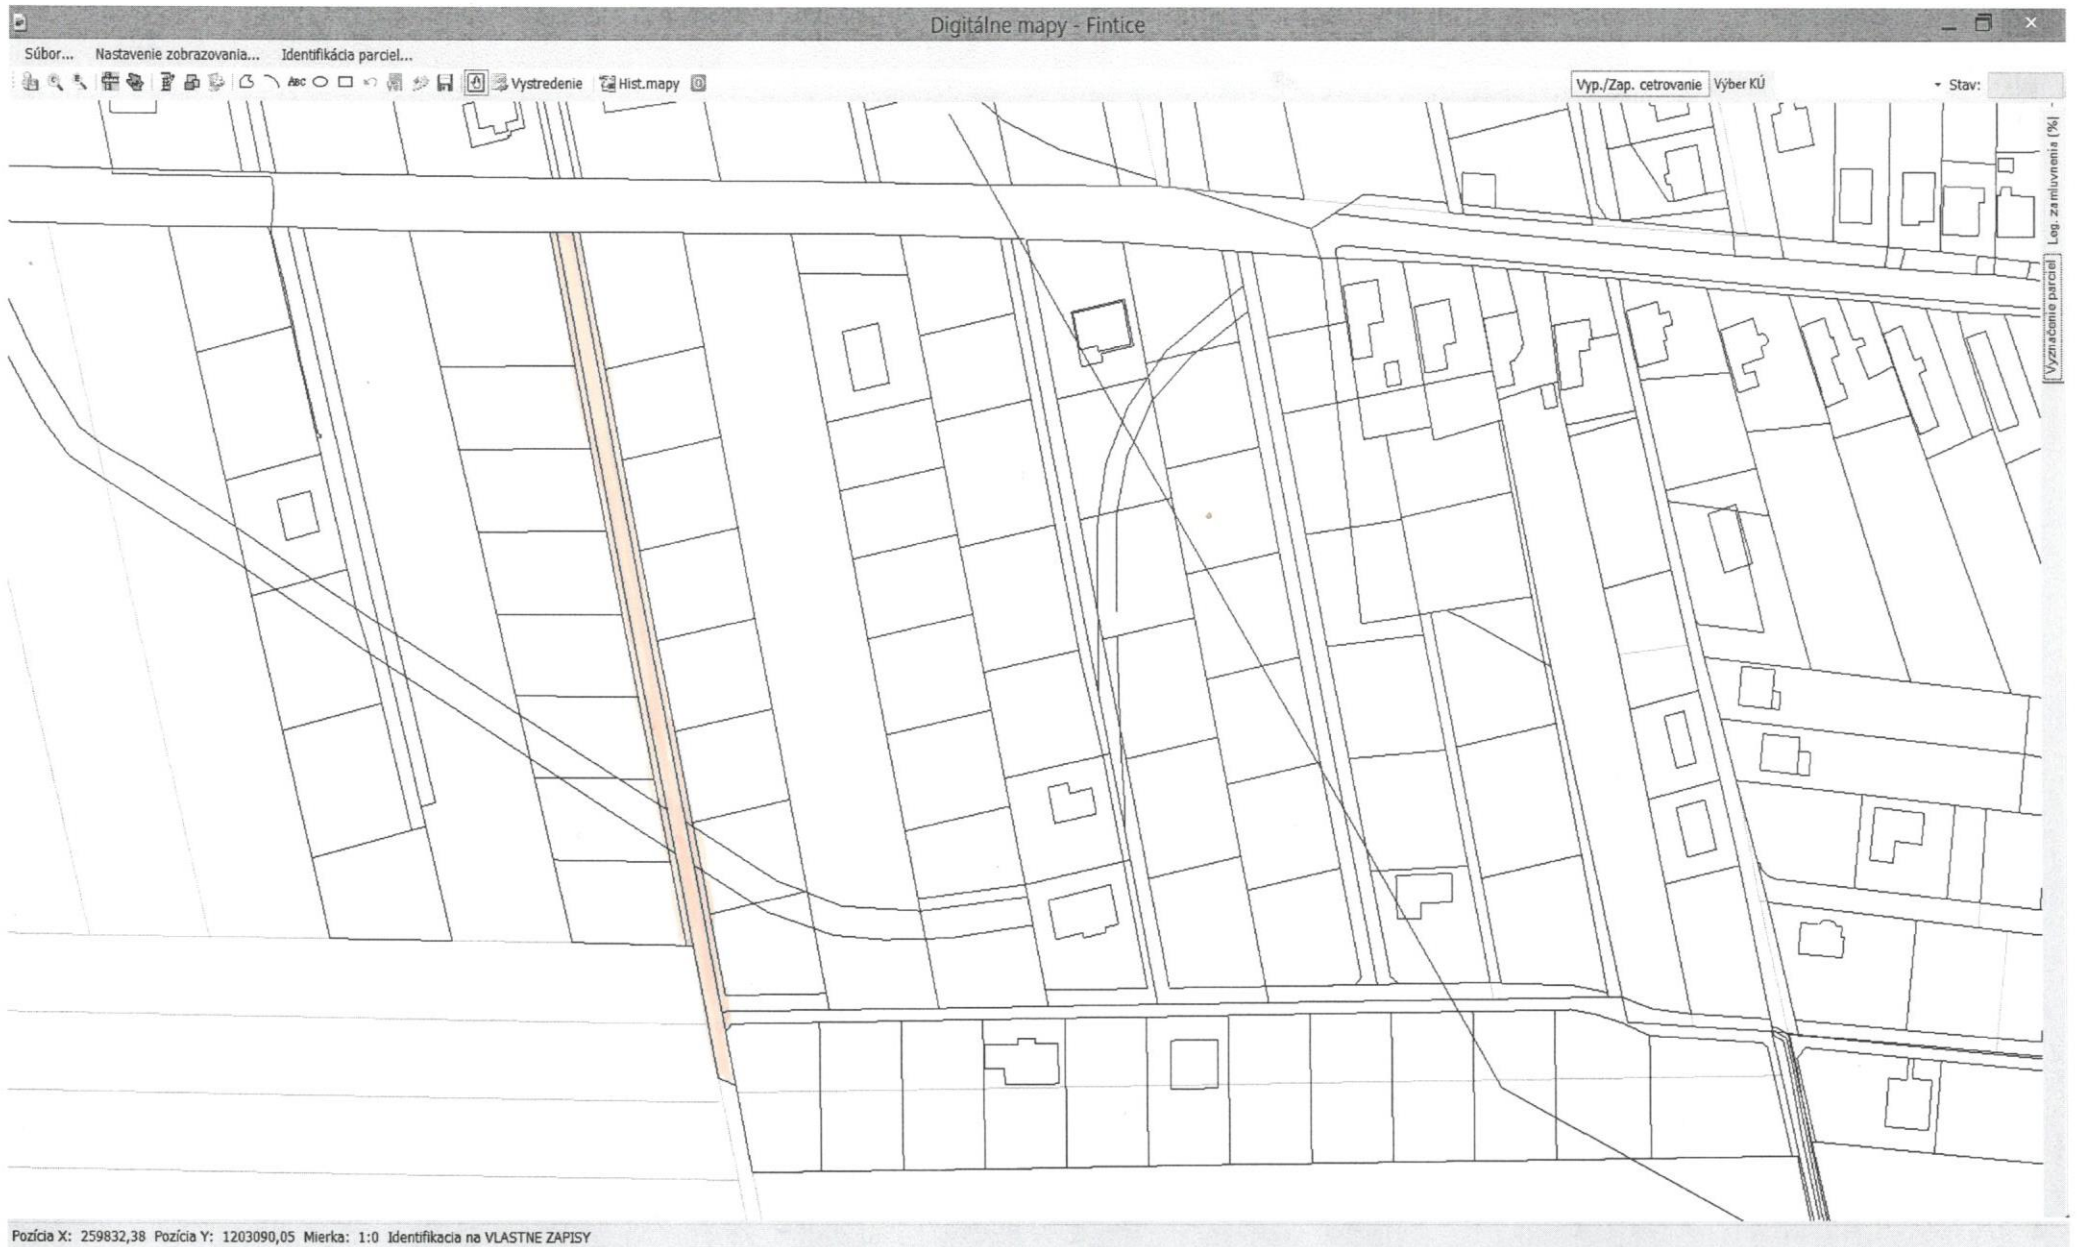 Digitálne mapy - Fintice
Súbor... Nastavenie zobrazovania... Identifikácia parciel...
ABC Vystredenie Hist.mapy Vyp./Zap. cetrovanie Výber KÚ Stav:
Log. zamluvnenia (%)
Vyznačenie parciel
Pozícia X: 259832,38 Pozícia Y: 1203090,05 Mierka: 1:0 Identifikacia na VLASTNE ZAPISY